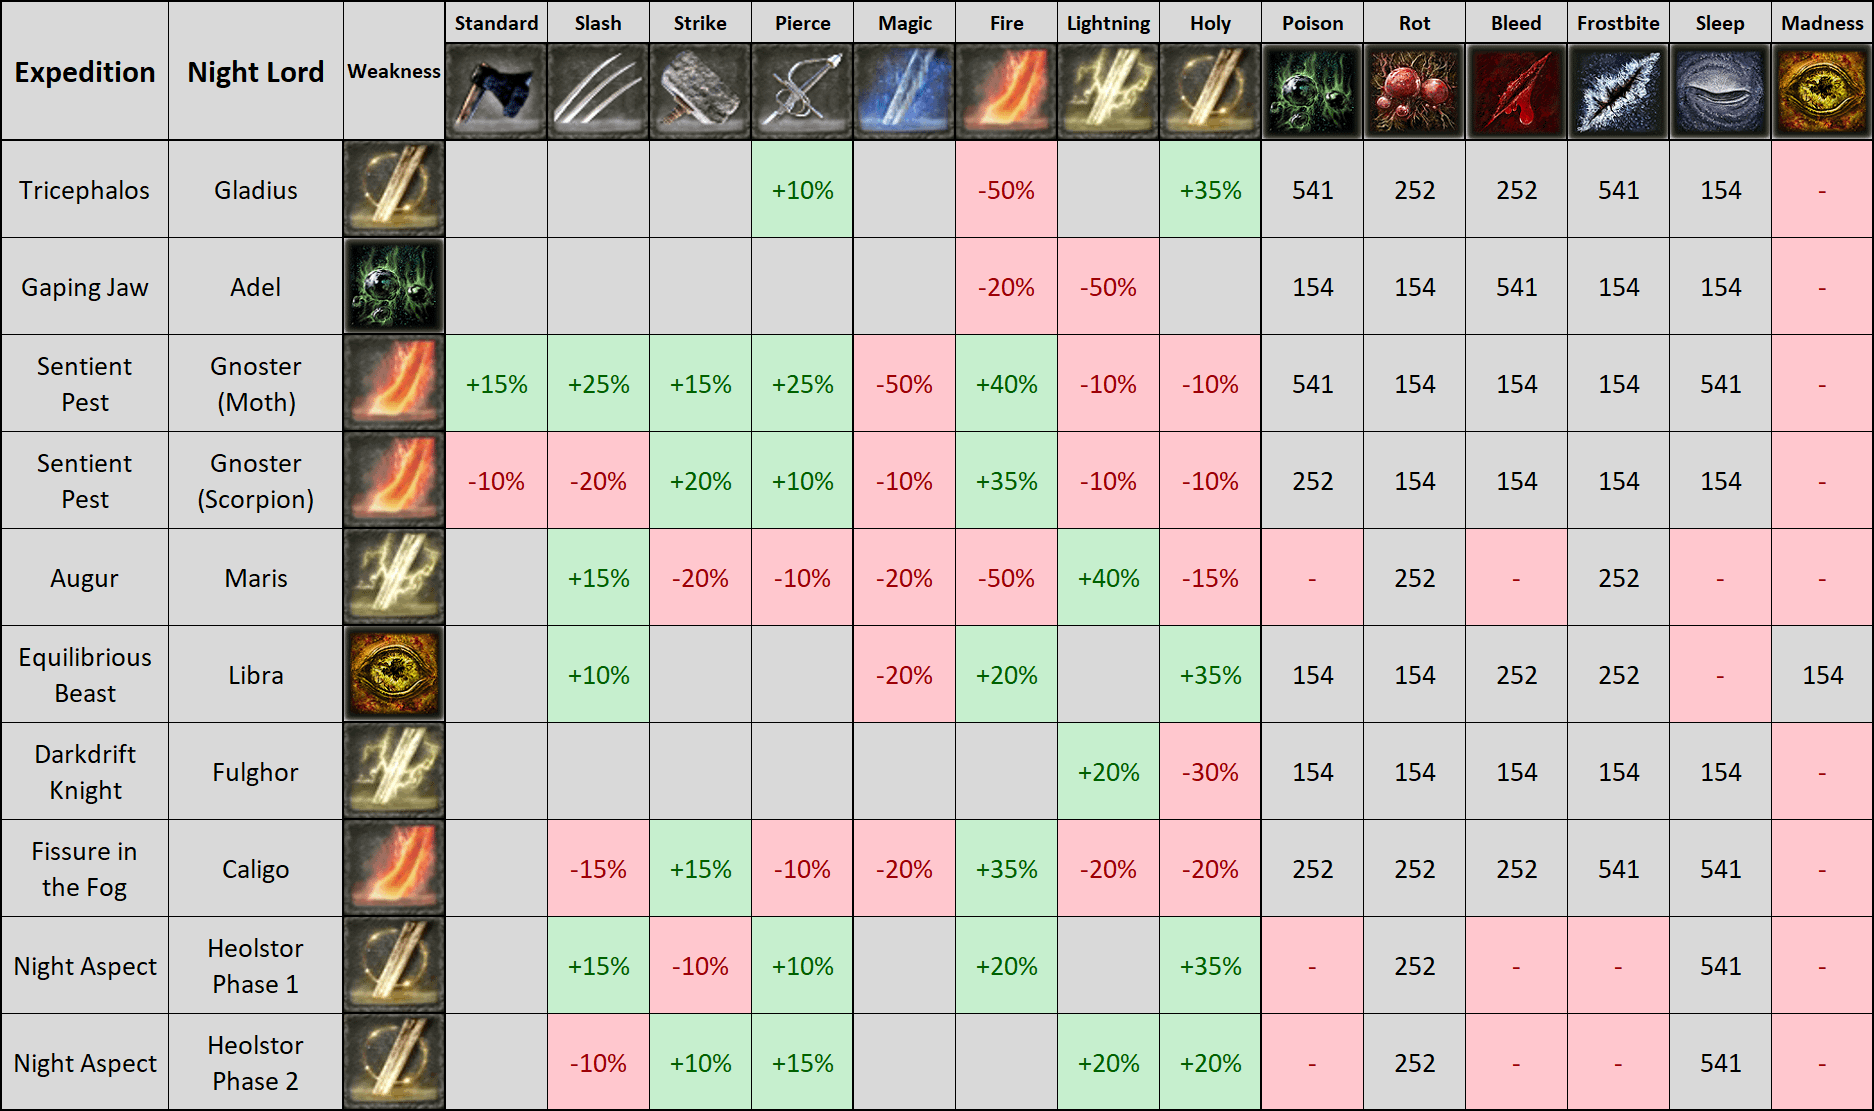 Expedition Night Lord Weakness Standard Slash Strike Pierce Magic Fire Lightning Holy Poison Rot Bleed Frostbite Sleep Madness
Tricephalos Gladius +10% -50% +35% 541 252 252 541 154 -
Gaping Jaw Adel -20% -50% 154 154 541 154 154 -
Sentient Pest Gnoster (Moth) +15% +25% +15% +25% -50% +40% -10% -10% 541 154 154 154 541 -
Sentient Pest Gnoster (Scorpion) -10% -20% +20% +10% -10% +35% -10% -10% 252 154 154 154 154 -
Augur Maris +15% -20% -10% -20% -50% +40% -15% - 252 - 252 - -
Equilibrious Beast Libra +10% -20% +20% +35% 154 154 252 252 - 154
Darkdrift Knight Fulghor +20% -30% 154 154 154 154 154 -
Fissure in the Fog Caligo -15% +15% -10% -20% +35% -20% -20% 252 252 252 541 541 -
Night Aspect Heolstor Phase 1 +15% -10% +10% +20% +35% - 252 - - 541 -
Night Aspect Heolstor Phase 2 -10% +10% +15% +20% +20% - 252 - - 541 -